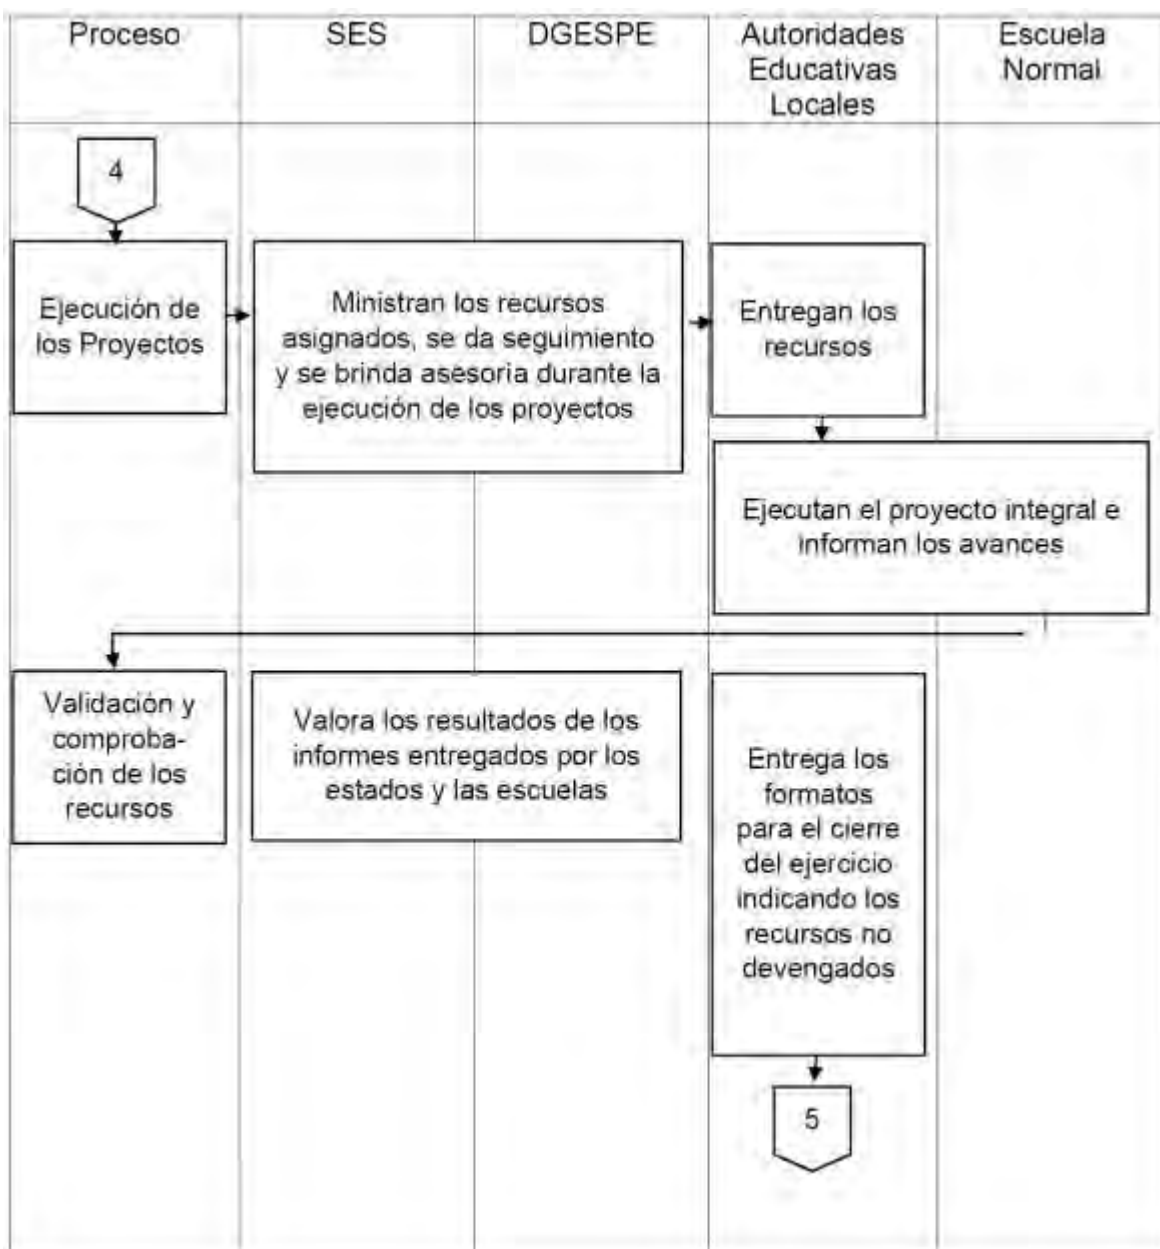 Proceso
SES
DGESPE
Autoridades
Educativas
Locales
Escuela
Normal
4
Ejecución de
los Proyectos
Ministran los recursos
asignados, se da seguimiento
y se brinda asesoria durante la
ejecución de los proyectos
Entregan los
recursos
Ejecutan el proyecto integral e
informan los avances
Validación y
comproba-
ción de los
recursos
Valora los resultados de los
informes entregados por los
estados y las escuelas
Entrega los
formatos
para el cierre
del ejercicio
indicando los
recursos no
devengados
5